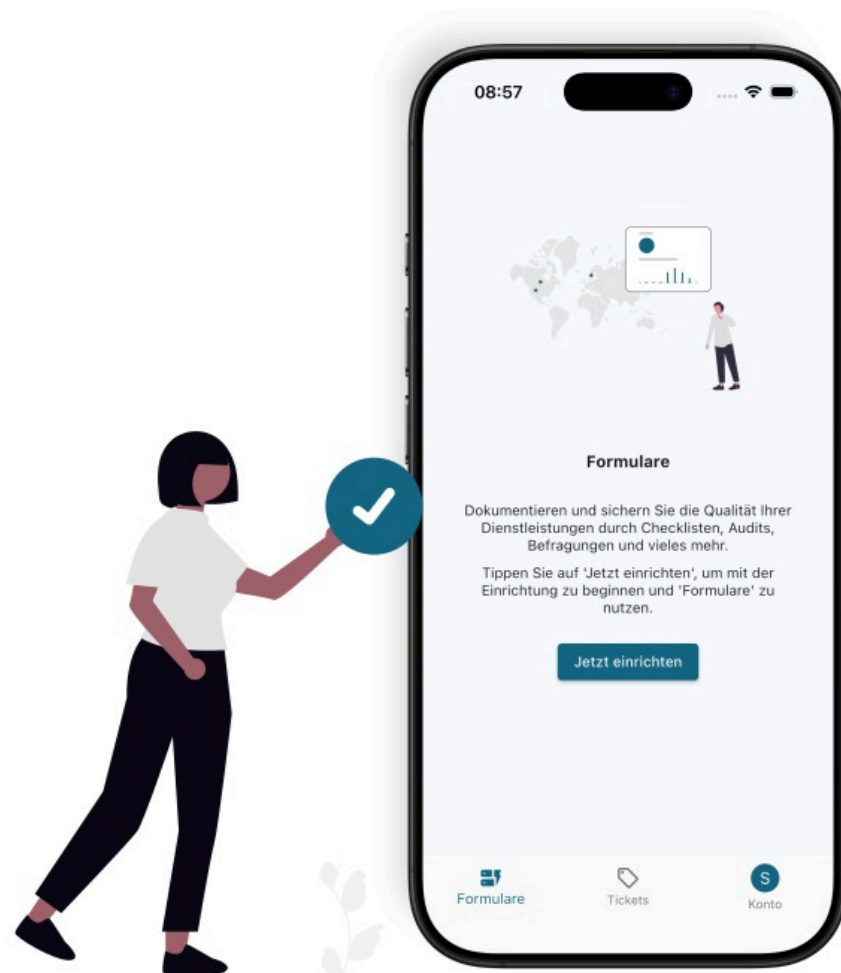 08:57
Formulare
Dokumentieren und sichern Sie die Qualität Ihrer
Dienstleistungen durch Checklisten, Audits,
Befragungen und vieles mehr.
Tippen Sie auf 'Jetzt einrichten', um mit der
Einrichtung zu beginnen und 'Formulare' zu
nutzen.
Jetzt einrichten
Formulare
Tickets
S
Konto